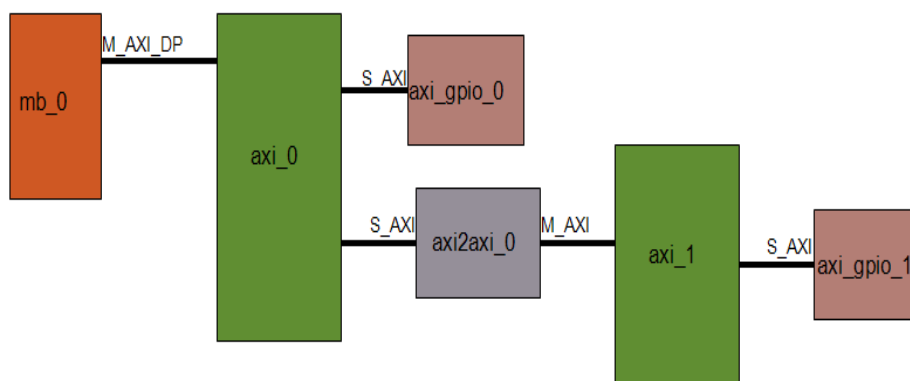 M_AXI_DP
mb_0
axi_0
S_AXI
axi_gpio_0
S_AXI
axi2axi_0
M_AXI
axi_1
S_AXI
axi_gpio_1